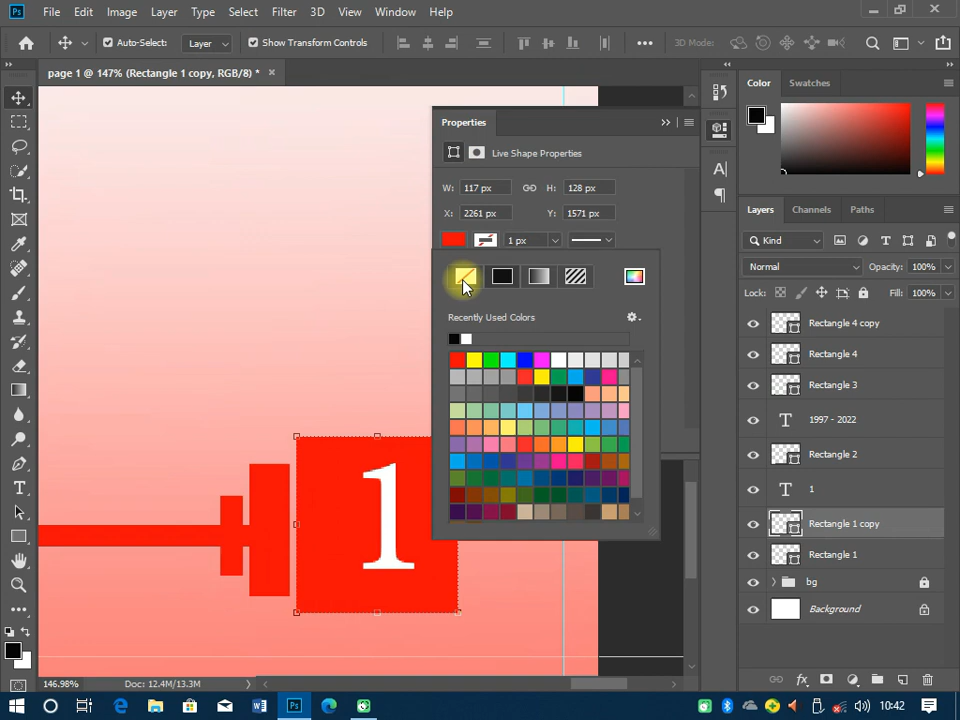 Ps File Edit Image Layer Type Select Filter 3D View Window Help
Auto-Select: Layer Show Transform Controls 3D Mode:
page 1 @ 147% (Rectangle 1 copy, RGB/8) *
Properties
Live Shape Properties
W: 117 px H: 128 px
X: 2261 px Y: 1571 px
1 px
Recently Used Colors
1
Color Swatches
Layers Channels Paths
Kind
Normal Opacity: 100%
Lock: Fill: 100%
Rectangle 4 copy
Rectangle 4
Rectangle 3
T 1997 - 2022
Rectangle 2
T 1
Rectangle 1 copy
Rectangle 1
bg
Background
fx
146.98% Doc: 12.4M/13.3M
10:42